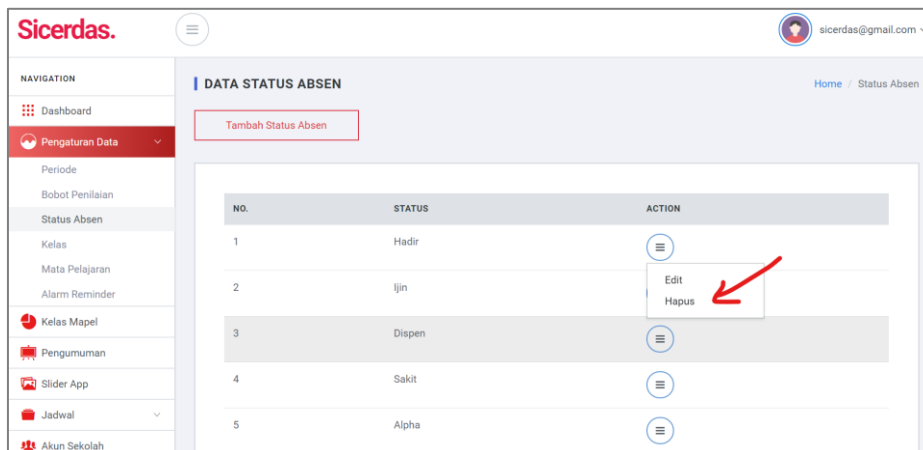 Sicerdas.
sicerdas@gmail.com
NAVIGATION
Dashboard
Pengaturan Data
Periode
Bobot Penilaian
Status Absen
Kelas
Mata Pelajaran
Alarm Reminder
Kelas Mapel
Pengumuman
Slider App
Jadwal
Akun Sekolah
DATA STATUS ABSEN
Home / Status Absen
Tambah Status Absen
NO. STATUS ACTION
1 Hadir
Edit
Hapus
2 Ijin
3 Dispen
4 Sakit
5 Alpha